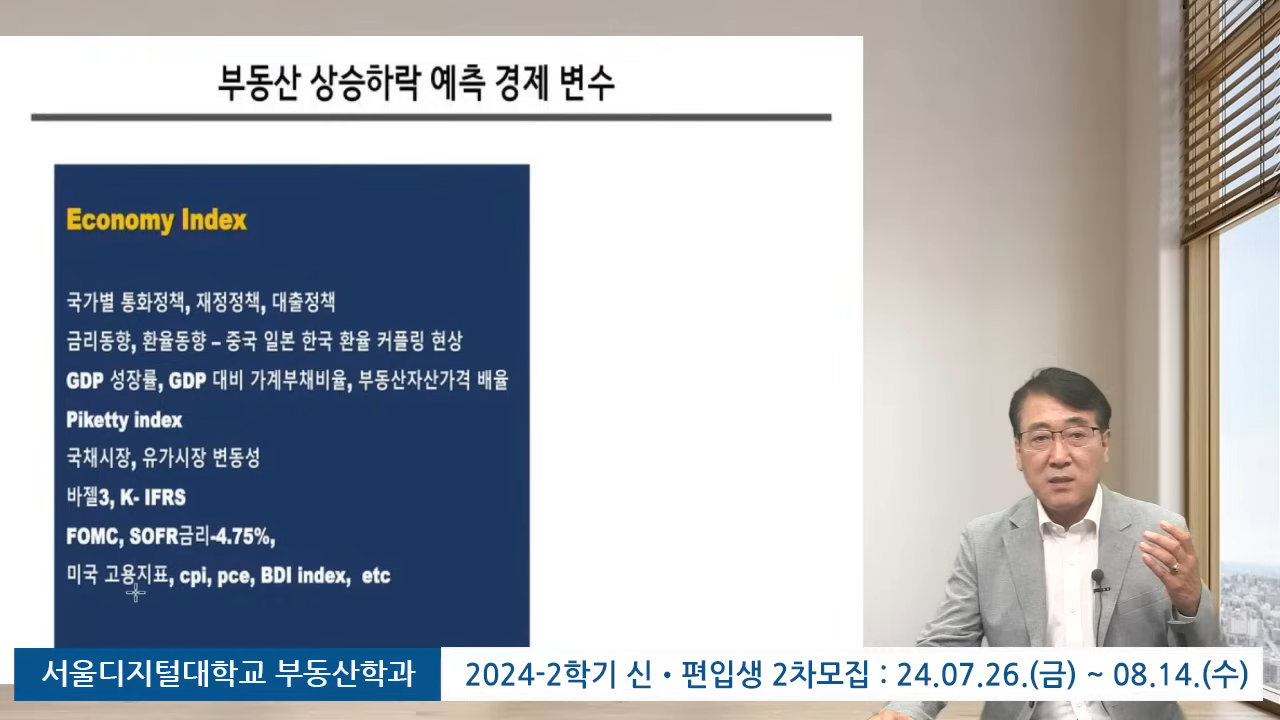 부동산 상승하락 예측 경제 변수
Economy Index
국가별 통화정책, 재정정책, 대출정책
금리동향, 환율동향 – 중국 일본 한국 환율 커플링 현상
GDP 성장률, GDP 대비 가계부채비율, 부동산자산가격 배율
Piketty index
국채시장, 유가시장 변동성
바젤3, K- IFRS
FOMC, SOFR금리-4.75%,
미국 고용지표, cpi, pce, BDI index, etc
서울디지털대학교 부동산학과
2024-2학기 신・편입생 2차모집 : 24.07.26.(금) ~ 08.14.(수)